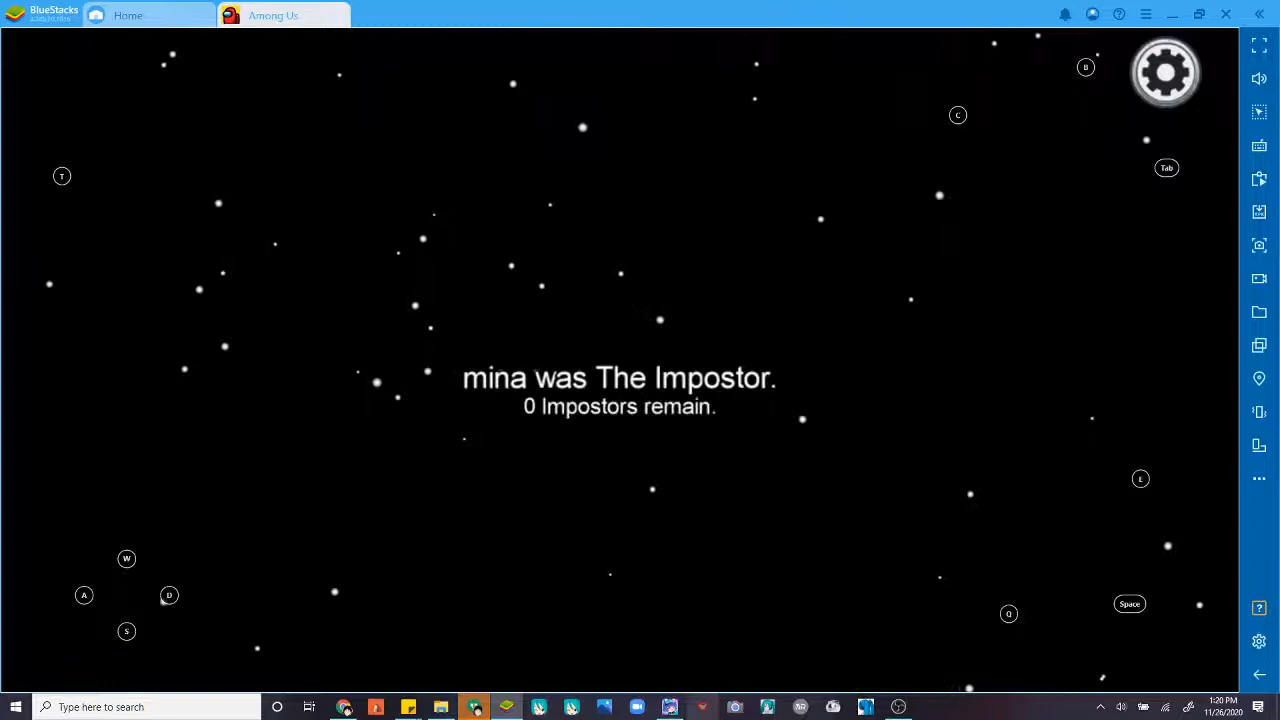 BlueStacks
Home
Among Us
B
C
T
Tab
mina was The Impostor.
0 Impostors remain.
E
W
A
D
Space
Q
S
Type here to search
1:20 PM
11/26/2020